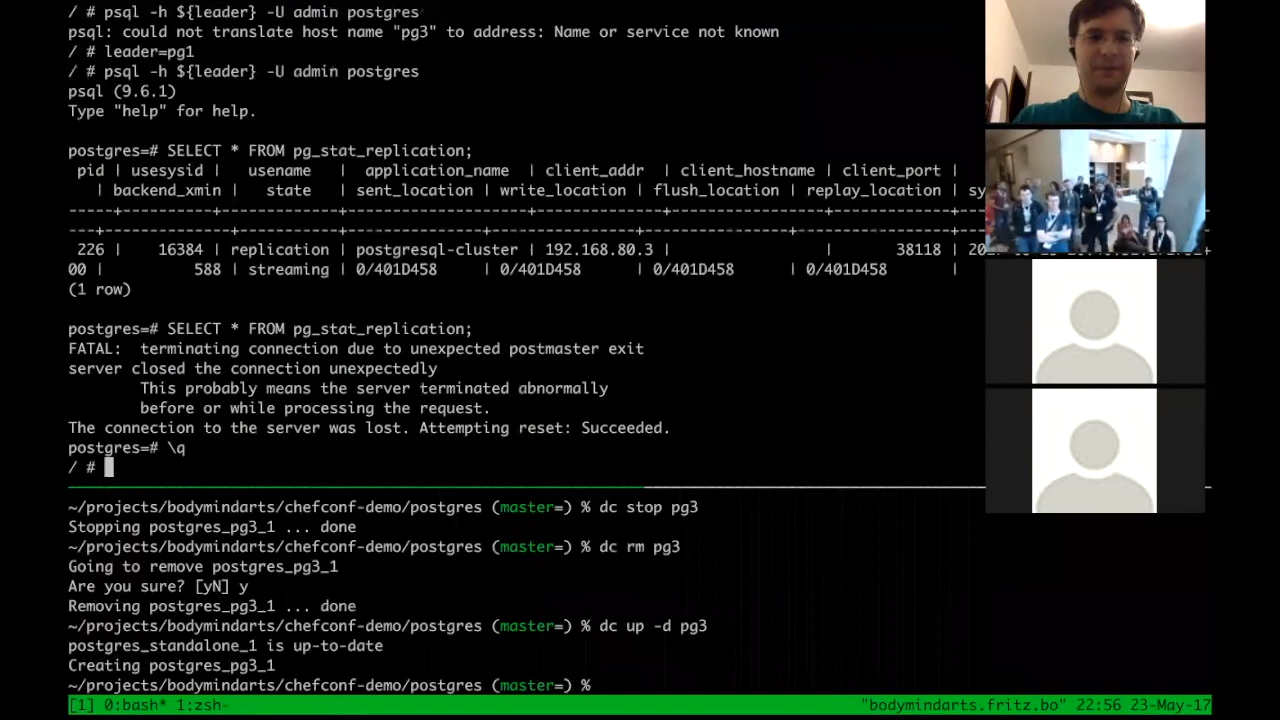 / # psql -h ${leader} -U admin postgres
psql: could not translate host name "pg3" to address: Name or service not known
/ # leader=pg1
/ # psql -h ${leader} -U admin postgres
psql (9.6.1)
Type "help" for help.
postgres=# SELECT * FROM pg_stat_replication;
pid | usesysid | usename | application_name | client_addr | client_hostname | client_port |
| backend_xmin | state | sent_location | write_location | flush_location | replay_location | sy
-----+--------------+-----------+--------------------+----------------+-----------------+-------------+---
226 | 16384 | replication | postgresql-cluster | 192.168.80.3 | | 38118 |
00 | 588 | streaming | 0/401D458 | 0/401D458 | 0/401D458 | 0/401D458 |
(1 row)
postgres=# SELECT * FROM pg_stat_replication;
FATAL: terminating connection due to unexpected postmaster exit
server closed the connection unexpectedly
This probably means the server terminated abnormally
before or while processing the request.
The connection to the server was lost. Attempting reset: Succeeded.
postgres=# \q
/ #
~/projects/bodymindarts/chefconf-demo/postgres (master=) % dc stop pg3
Stopping postgres_pg3_1 ... done
~/projects/bodymindarts/chefconf-demo/postgres (master=) % dc rm pg3
Going to remove postgres_pg3_1
Are you sure? [yN] y
Removing postgres_pg3_1 ... done
~/projects/bodymindarts/chefconf-demo/postgres (master=) % dc up -d pg3
postgres_standalone_1 is up-to-date
Creating postgres_pg3_1
~/projects/bodymindarts/chefconf-demo/postgres (master=) %
[1] 0:bash* 1:zsh- "bodymindarts.fritz.bo" 22:56 23-May-17